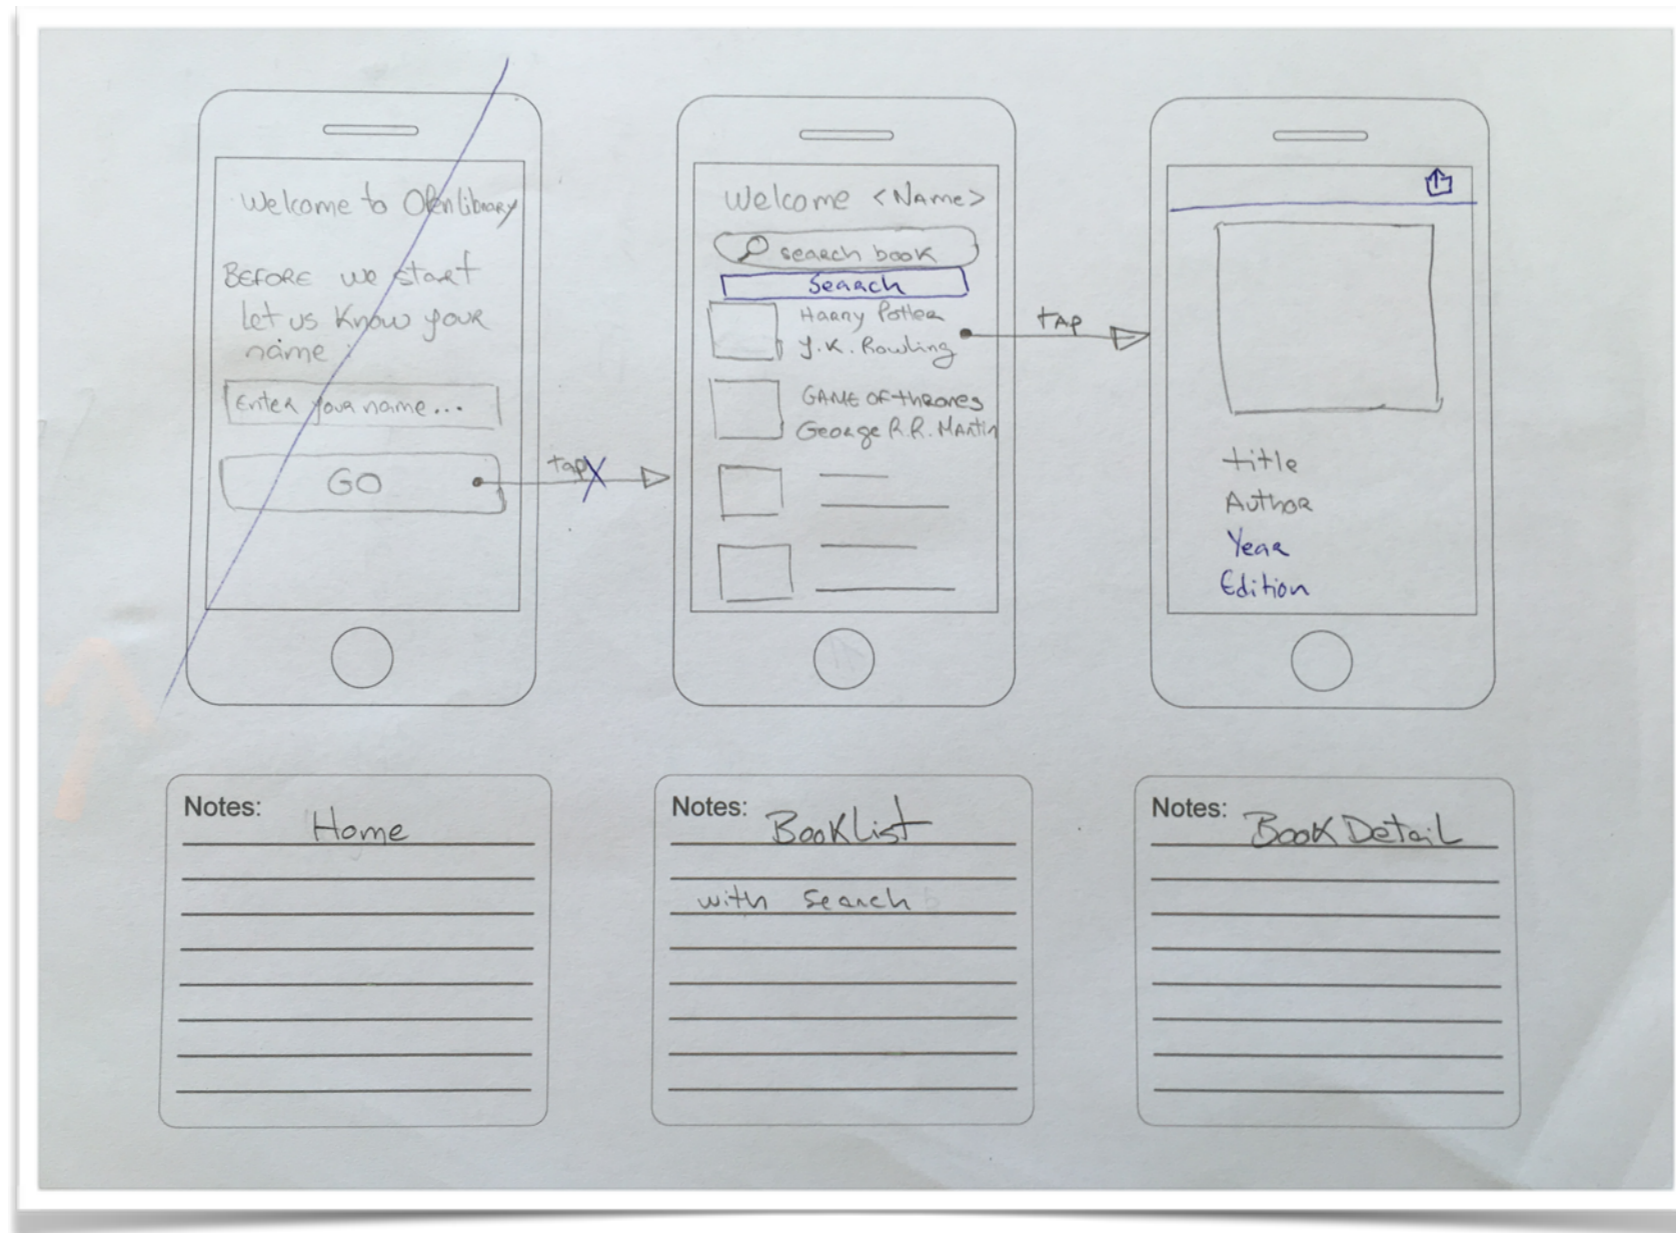 Welcome to OpenLibrary
BEFORE we start
let us know your
name :
Enter your name...
GO
tap
Welcome <NAME>
search book
Search
Harry Potter
J.K. Rowling
GAME OF thrones
George R.R. MARTIN
TAP
title
Author
Year
Edition
Notes:
Home
Notes:
BookList
with search
Notes:
Book Detail